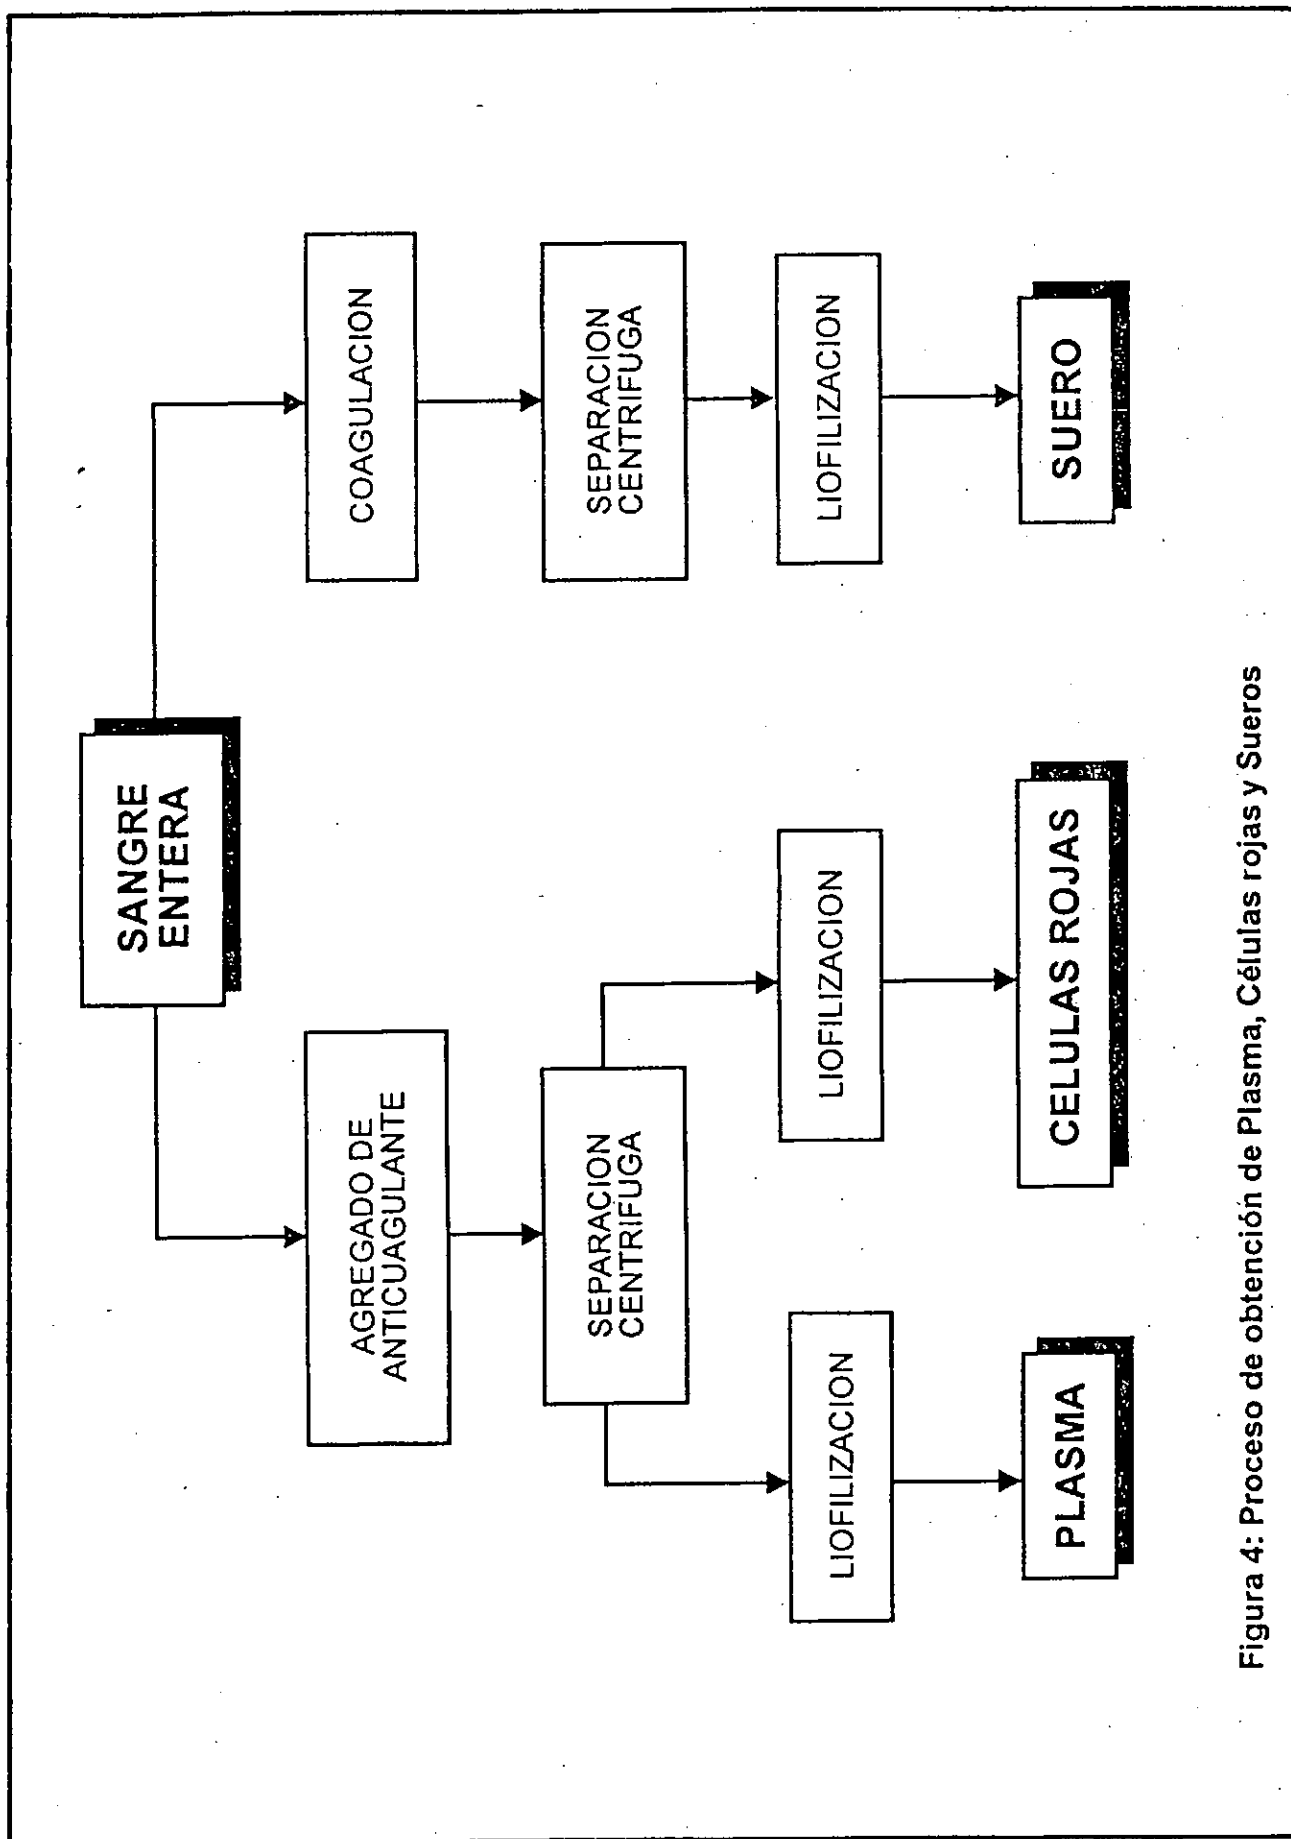 SANGRE
ENTERA
AGREGADO DE
ANTICUAGULANTE
COAGULACION
SEPARACION
CENTRIFUGA
SEPARACION
CENTRIFUGA
LIOFILIZACION
LIOFILIZACION
LIOFILIZACION
PLASMA
CELULAS ROJAS
SUERO
Figura 4: Proceso de obtención de Plasma, Células rojas y Sueros